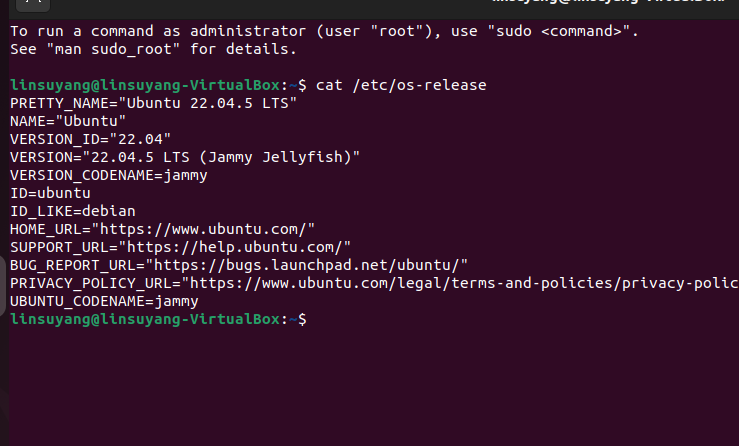 To run a command as administrator (user "root"), use "sudo <command>".
See "man sudo_root" for details.
linsuyang@linsuyang-VirtualBox:~$ cat /etc/os-release
PRETTY_NAME="Ubuntu 22.04.5 LTS"
NAME="Ubuntu"
VERSION_ID="22.04"
VERSION="22.04.5 LTS (Jammy Jellyfish)"
VERSION_CODENAME=jammy
ID=ubuntu
ID_LIKE=debian
HOME_URL="https://www.ubuntu.com/"
SUPPORT_URL="https://help.ubuntu.com/"
BUG_REPORT_URL="https://bugs.launchpad.net/ubuntu/"
PRIVACY_POLICY_URL="https://www.ubuntu.com/legal/terms-and-policies/privacy-polic
UBUNTU_CODENAME=jammy
linsuyang@linsuyang-VirtualBox:~$